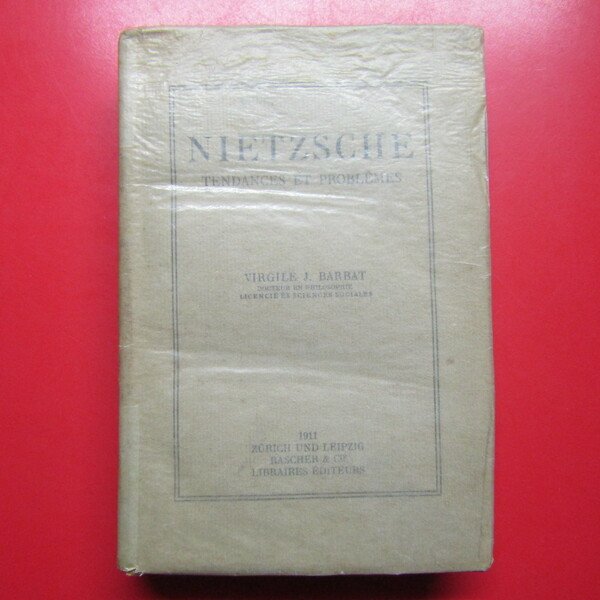 NIETZSCHE
TENDANCES ET PROBLÈMES
VIRGILE J. BARBAT
DOCTEUR EN PHILOSOPHIE
LICENCIÉ ÈS SCIENCES SOCIALES
1911
ZÜRICH UND LEIPZIG
RASCHER & CIE
LIBRAIRES ÉDITEURS